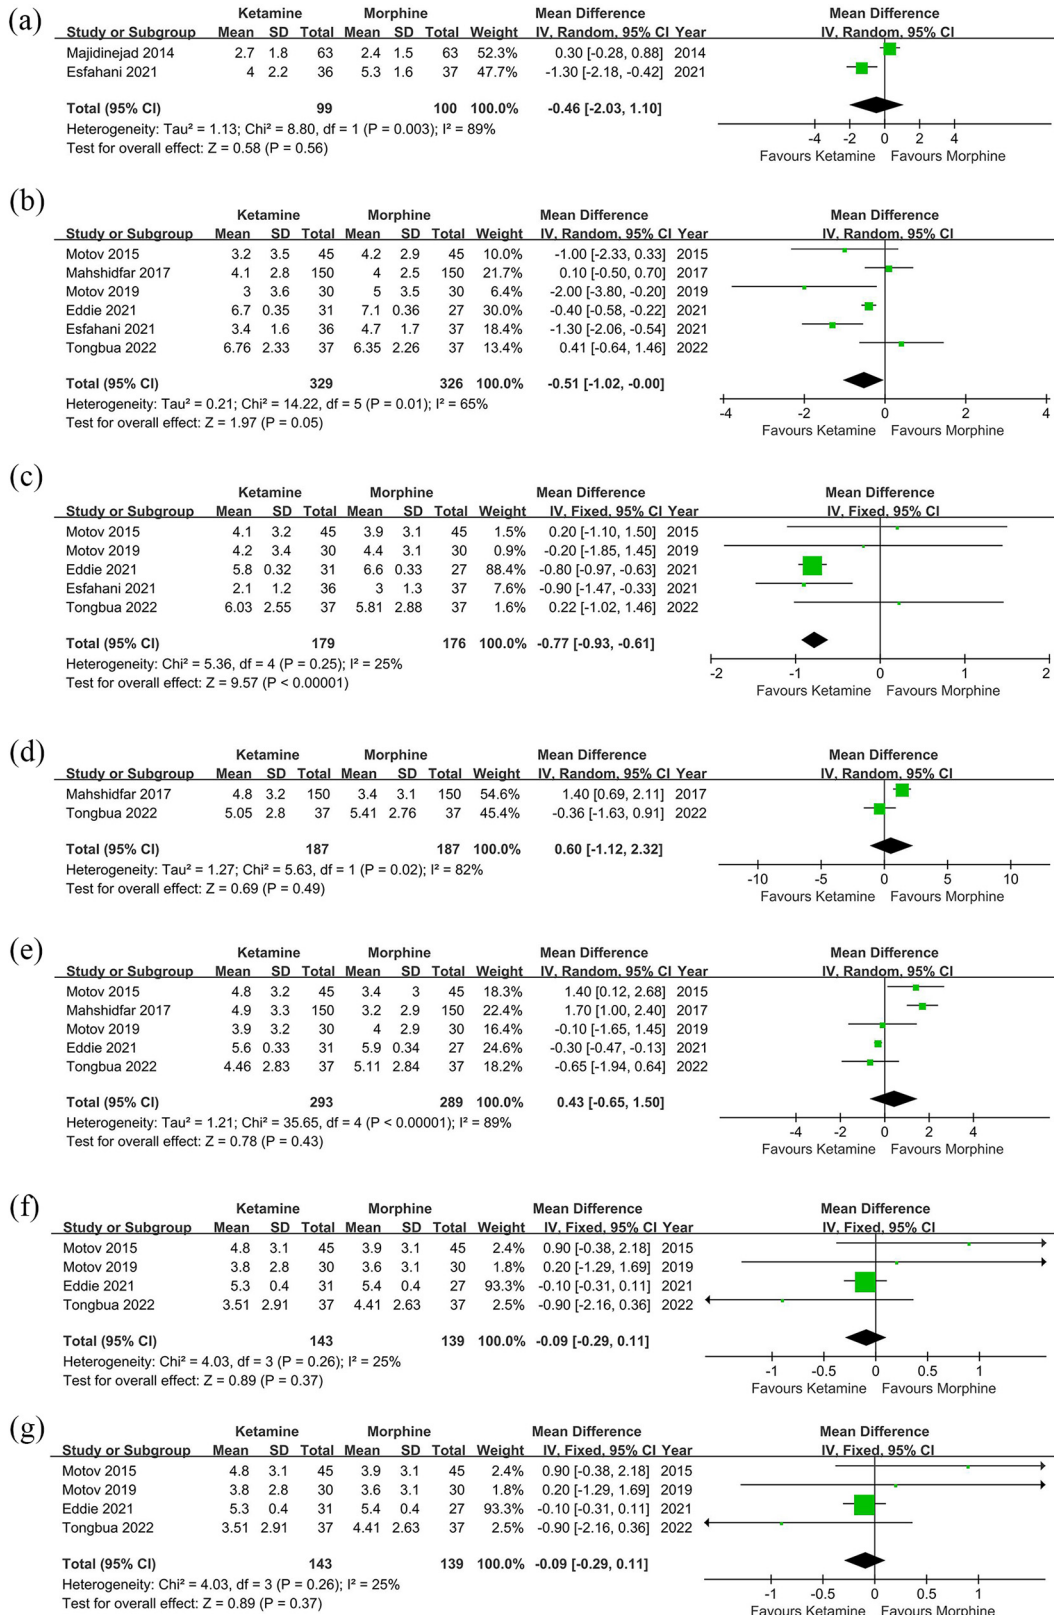 (a)
Ketamine Morphine Mean Difference Mean Difference
Study or Subgroup Mean SD Total Mean SD Total Weight IV, Random, 95% CI Year IV, Random, 95% CI
Majidinejad 2014 2.7 1.8 63 2.4 1.5 63 52.3% 0.30 [-0.28, 0.88] 2014
Esfahani 2021 4 2.2 36 5.3 1.6 37 47.7% -1.30 [-2.18, -0.42] 2021
Total (95% CI) 99 100 100.0% -0.46 [-2.03, 1.10]
Heterogeneity: Tau² = 1.13; Chi² = 8.80, df = 1 (P = 0.003); I² = 89%
Test for overall effect: Z = 0.58 (P = 0.56)
-4 -2 0 2 4
Favours Ketamine Favours Morphine
(b)
Ketamine Morphine Mean Difference Mean Difference
Study or Subgroup Mean SD Total Mean SD Total Weight IV, Random, 95% CI Year IV, Random, 95% CI
Motov 2015 3.2 3.5 45 4.2 2.9 45 10.0% -1.00 [-2.33, 0.33] 2015
Mahshidfar 2017 4.1 2.8 150 4 2.5 150 21.7% 0.10 [-0.50, 0.70] 2017
Motov 2019 3 3.6 30 5 3.5 30 6.4% -2.00 [-3.80, -0.20] 2019
Eddie 2021 6.7 0.35 31 7.1 0.36 27 30.0% -0.40 [-0.58, -0.22] 2021
Esfahani 2021 3.4 1.6 36 4.7 1.7 37 18.4% -1.30 [-2.06, -0.54] 2021
Tongbua 2022 6.76 2.33 37 6.35 2.26 37 13.4% 0.41 [-0.64, 1.46] 2022
Total (95% CI) 329 326 100.0% -0.51 [-1.02, -0.00]
Heterogeneity: Tau² = 0.21; Chi² = 14.22, df = 5 (P = 0.01); I² = 65%
Test for overall effect: Z = 1.97 (P = 0.05)
-4 -2 0 2 4
Favours Ketamine Favours Morphine
(c)
Ketamine Morphine Mean Difference Mean Difference
Study or Subgroup Mean SD Total Mean SD Total Weight IV, Fixed, 95% CI Year IV, Fixed, 95% CI
Motov 2015 4.1 3.2 45 3.9 3.1 45 1.5% 0.20 [-1.10, 1.50] 2015
Motov 2019 4.2 3.4 30 4.4 3.1 30 0.9% -0.20 [-1.85, 1.45] 2019
Eddie 2021 5.8 0.32 31 6.6 0.33 27 88.4% -0.80 [-0.97, -0.63] 2021
Esfahani 2021 2.1 1.2 36 3 1.3 37 7.6% -0.90 [-1.47, -0.33] 2021
Tongbua 2022 6.03 2.55 37 5.81 2.88 37 1.6% 0.22 [-1.02, 1.46] 2022
Total (95% CI) 179 176 100.0% -0.77 [-0.93, -0.61]
Heterogeneity: Chi² = 5.36, df = 4 (P = 0.25); I² = 25%
Test for overall effect: Z = 9.57 (P < 0.00001)
-2 -1 0 1 2
Favours Ketamine Favours Morphine
(d)
Ketamine Morphine Mean Difference Mean Difference
Study or Subgroup Mean SD Total Mean SD Total Weight IV, Random, 95% CI Year IV, Random, 95% CI
Mahshidfar 2017 4.8 3.2 150 3.4 3.1 150 54.6% 1.40 [0.69, 2.11] 2017
Tongbua 2022 5.05 2.8 37 5.41 2.76 37 45.4% -0.36 [-1.63, 0.91] 2022
Total (95% CI) 187 187 100.0% 0.60 [-1.12, 2.32]
Heterogeneity: Tau² = 1.27; Chi² = 5.63, df = 1 (P = 0.02); I² = 82%
Test for overall effect: Z = 0.69 (P = 0.49)
-10 -5 0 5 10
Favours Ketamine Favours Morphine
(e)
Ketamine Morphine Mean Difference Mean Difference
Study or Subgroup Mean SD Total Mean SD Total Weight IV, Random, 95% CI Year IV, Random, 95% CI
Motov 2015 4.8 3.2 45 3.4 3 45 18.3% 1.40 [0.12, 2.68] 2015
Mahshidfar 2017 4.9 3.3 150 3.2 2.9 150 22.4% 1.70 [1.00, 2.40] 2017
Motov 2019 3.9 3.2 30 4 2.9 30 16.4% -0.10 [-1.65, 1.45] 2019
Eddie 2021 5.6 0.33 31 5.9 0.34 27 24.6% -0.30 [-0.47, -0.13] 2021
Tongbua 2022 4.46 2.83 37 5.11 2.84 37 18.2% -0.65 [-1.94, 0.64] 2022
Total (95% CI) 293 289 100.0% 0.43 [-0.65, 1.50]
Heterogeneity: Tau² = 1.21; Chi² = 35.65, df = 4 (P < 0.00001); I² = 89%
Test for overall effect: Z = 0.78 (P = 0.43)
-4 -2 0 2 4
Favours Ketamine Favours Morphine
(f)
Ketamine Morphine Mean Difference Mean Difference
Study or Subgroup Mean SD Total Mean SD Total Weight IV, Fixed, 95% CI Year IV, Fixed, 95% CI
Motov 2015 4.8 3.1 45 3.9 3.1 45 2.4% 0.90 [-0.38, 2.18] 2015
Motov 2019 3.8 2.8 30 3.6 3.1 30 1.8% 0.20 [-1.29, 1.69] 2019
Eddie 2021 5.3 0.4 31 5.4 0.4 27 93.3% -0.10 [-0.31, 0.11] 2021
Tongbua 2022 3.51 2.91 37 4.41 2.63 37 2.5% -0.90 [-2.16, 0.36] 2022
Total (95% CI) 143 139 100.0% -0.09 [-0.29, 0.11]
Heterogeneity: Chi² = 4.03, df = 3 (P = 0.26); I² = 25%
Test for overall effect: Z = 0.89 (P = 0.37)
-1 -0.5 0 0.5 1
Favours Ketamine Favours Morphine
(g)
Ketamine Morphine Mean Difference Mean Difference
Study or Subgroup Mean SD Total Mean SD Total Weight IV, Fixed, 95% CI Year IV, Fixed, 95% CI
Motov 2015 4.8 3.1 45 3.9 3.1 45 2.4% 0.90 [-0.38, 2.18] 2015
Motov 2019 3.8 2.8 30 3.6 3.1 30 1.8% 0.20 [-1.29, 1.69] 2019
Eddie 2021 5.3 0.4 31 5.4 0.4 27 93.3% -0.10 [-0.31, 0.11] 2021
Tongbua 2022 3.51 2.91 37 4.41 2.63 37 2.5% -0.90 [-2.16, 0.36] 2022
Total (95% CI) 143 139 100.0% -0.09 [-0.29, 0.11]
Heterogeneity: Chi² = 4.03, df = 3 (P = 0.26); I² = 25%
Test for overall effect: Z = 0.89 (P = 0.37)
-1 -0.5 0 0.5 1
Favours Ketamine Favours Morphine